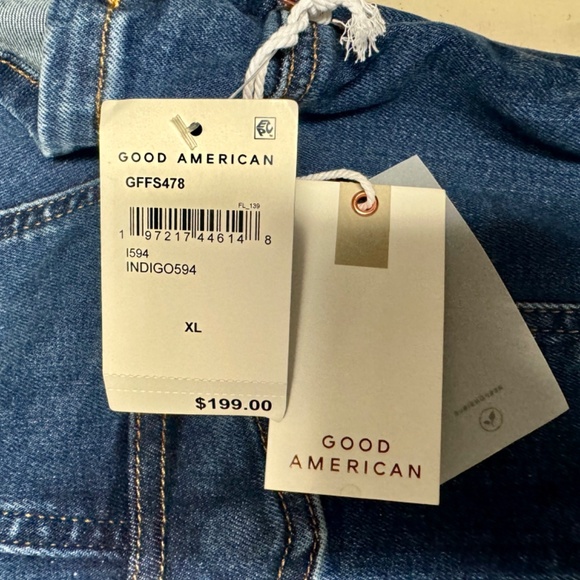 GOOD AMERICAN
GFFS478
FL_139
1 97217 44614 8
I594
INDIGO594
XL
$199.00
GOOD
AMERICAN